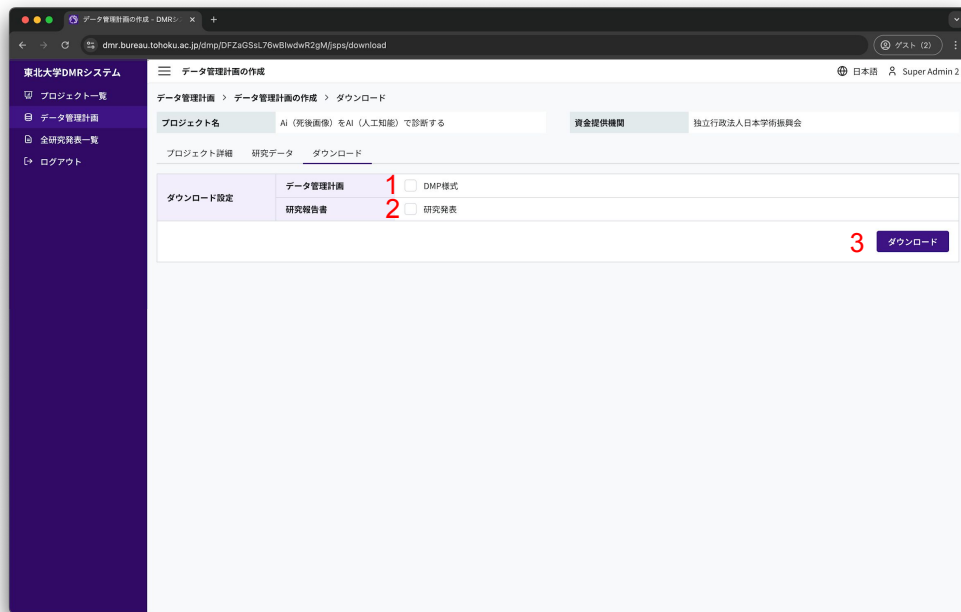 データ管理計画の作成 - DMRシ
dmr.bureau.tohoku.ac.jp/dmp/DFZaGSsL76wBlwdwR2gM/jsps/download
ゲスト (2)
東北大学DMRシステム
プロジェクト一覧
データ管理計画
全研究発表一覧
ログアウト
データ管理計画の作成
日本語 Super Admin 2
データ管理計画 > データ管理計画の作成 > ダウンロード
プロジェクト名 Ai（死後画像）をAI（人工知能）で診断する 資金提供機関 独立行政法人日本学術振興会
プロジェクト詳細 研究データ ダウンロード
ダウンロード設定
データ管理計画 1 DMP様式
研究報告書 2 研究発表
3 ダウンロード